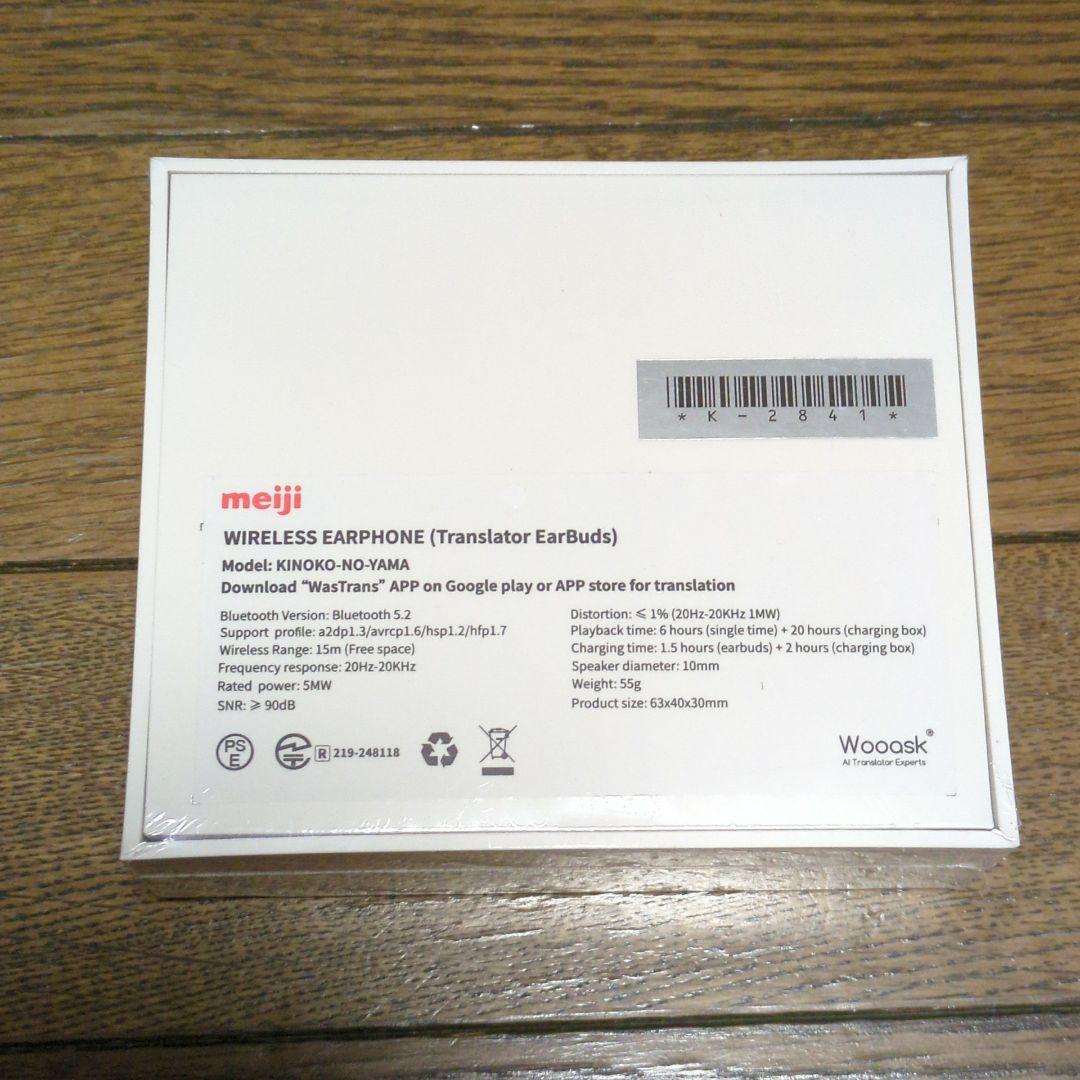 *K-2841*
meiji
WIRELESS EARPHONE (Translator EarBuds)
Model: KINOKO-NO-YAMA
Download “WasTrans” APP on Google play or APP store for translation
Bluetooth Version: Bluetooth 5.2
Support profile: a2dp1.3/avrcp1.6/hsp1.2/hfp1.7
Wireless Range: 15m (Free space)
Frequency response: 20Hz-20KHz
Rated power: 5MW
SNR: ≥ 90dB
Distortion: ≤ 1% (20Hz-20KHz 1MW)
Playback time: 6 hours (single time) + 20 hours (charging box)
Charging time: 1.5 hours (earbuds) + 2 hours (charging box)
Speaker diameter: 10mm
Weight: 55g
Product size: 63x40x30mm
PS
E
R 219-248118
Wooask®
AI Translator Experts